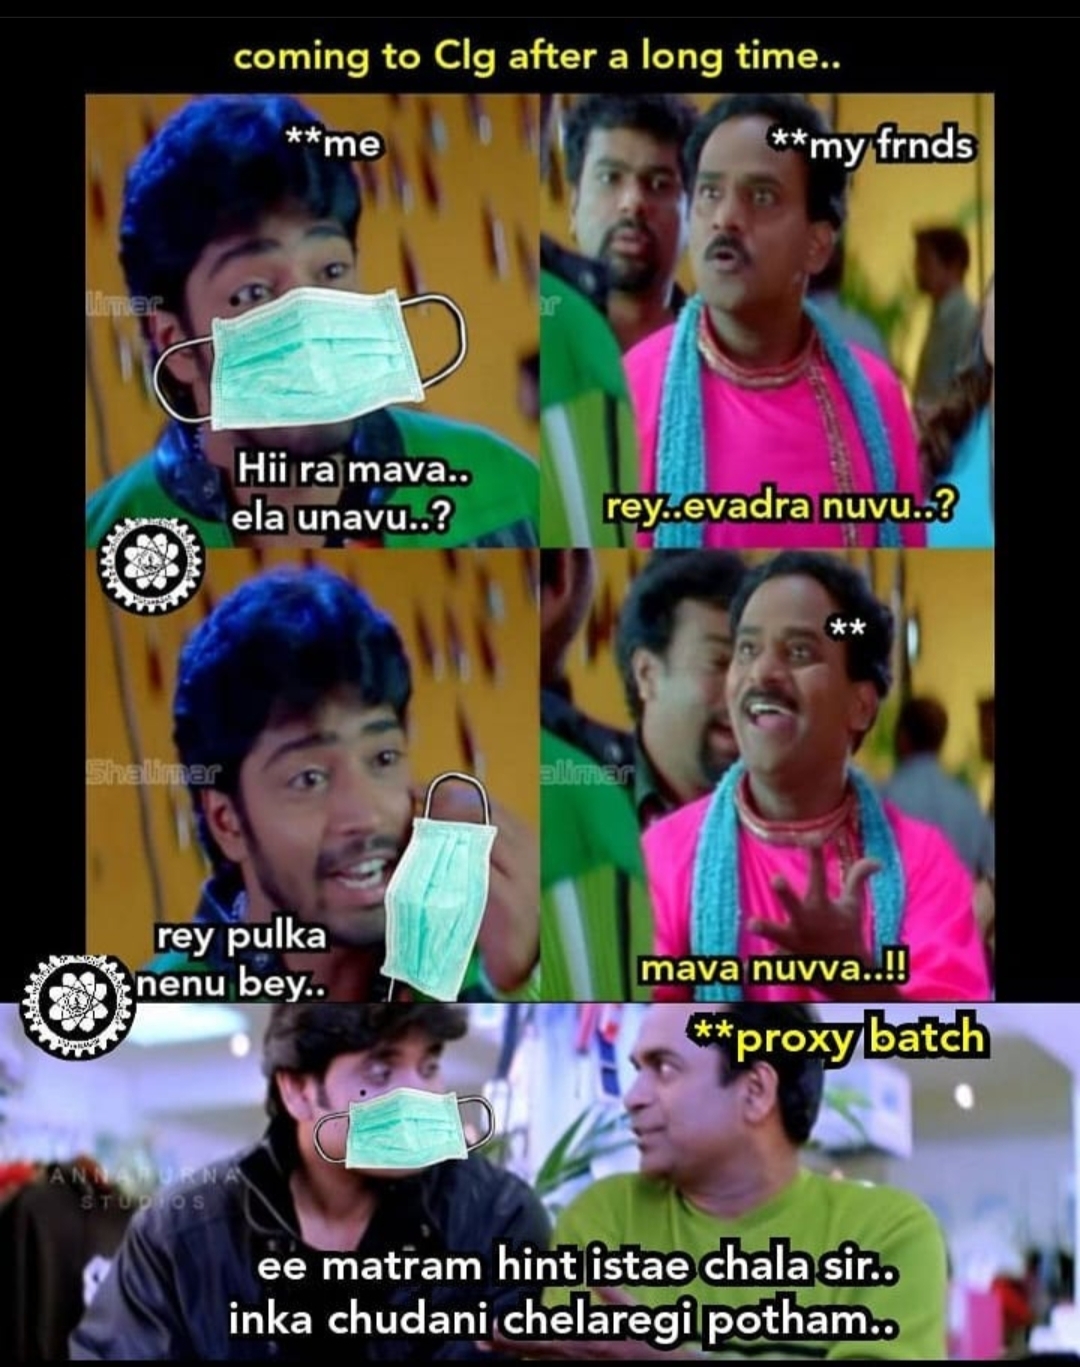 coming to Clg after a long time..
**me
**my frnds
limar
ar
Hii ra mava..
ela unavu..?
rey..evadra nuvu..?
**
Shalimar
alimar
rey pulka
nenu bey..
mava nuvva..!!
**proxy batch
ANNAPURNA
STUDIOS
ee matram hint istae chala sir..
inka chudani chelaregi potham..